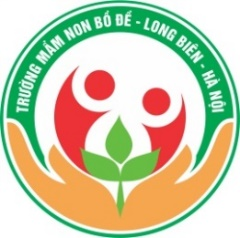 TRƯỜNG MẦM NON BỒ ĐỀ - LONG BIÊN - HÀ NỘI